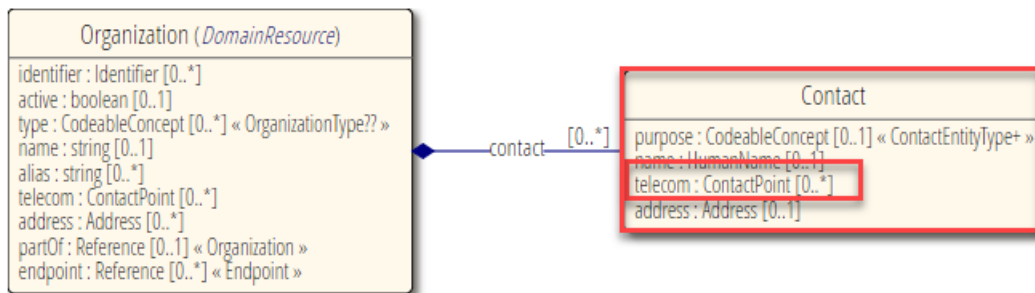 Organization (DomainResource)
identifier : Identifier [0..*]
active : boolean [0..1]
type : CodeableConcept [0..*] « OrganizationType?? »
name : string [0..1]
alias : string [0..*]
telecom : ContactPoint [0..*]
address : Address [0..*]
partOf : Reference [0..1] « Organization »
endpoint : Reference [0..*] « Endpoint »
contact [0..*]
Contact
purpose : CodeableConcept [0..1] « ContactEntityType+ »
name : HumanName [0..1]
telecom : ContactPoint [0..*]
address : Address [0..1]